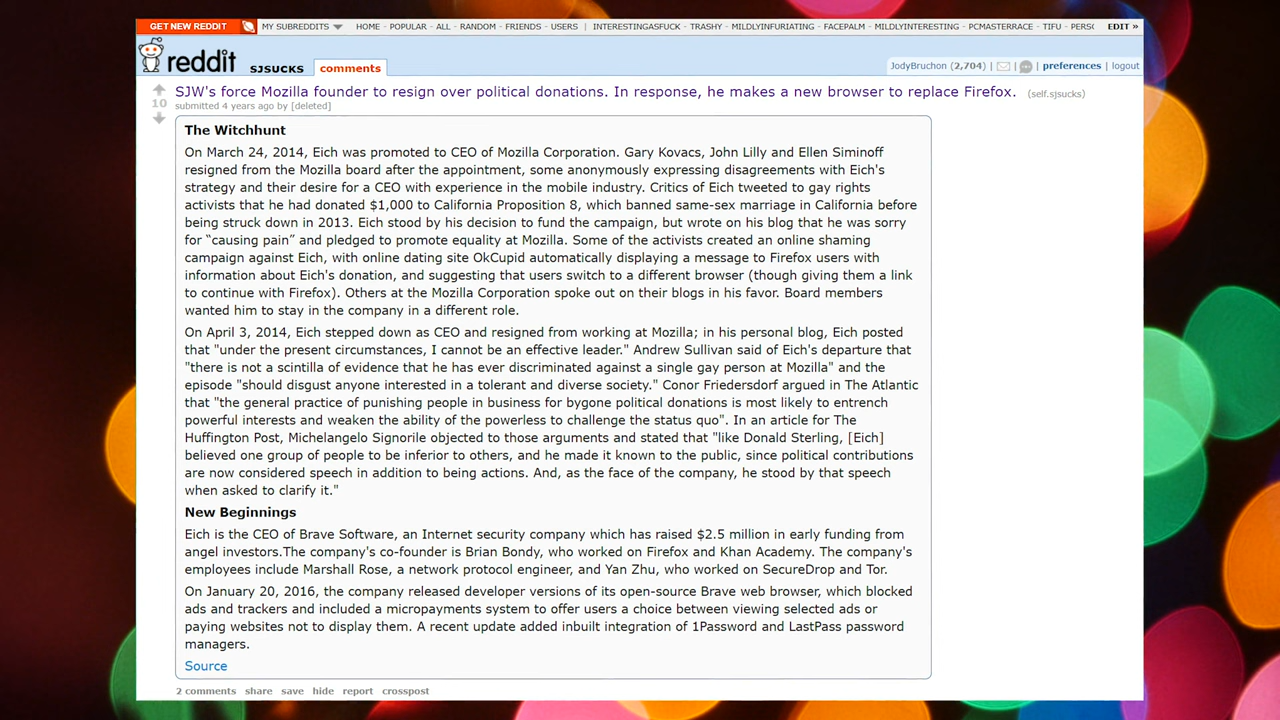 GET NEW REDDIT MY SUBREDDITS HOME - POPULAR - ALL - RANDOM - FRIENDS - USERS | INTERESTINGASFUCK - TRASHY - MILDLYINFURIATING - FACEPALM - MILDLYINTERESTING - PCMASTERRACE - TIFU - PERS EDIT »
reddit SJSUCKS comments JodyBruchon (2,704) | | | preferences | logout
SJW's force Mozilla founder to resign over political donations. In response, he makes a new browser to replace Firefox. (self.sjsucks)
10 submitted 4 years ago by [deleted]
The Witchhunt
On March 24, 2014, Eich was promoted to CEO of Mozilla Corporation. Gary Kovacs, John Lilly and Ellen Siminoff
resigned from the Mozilla board after the appointment, some anonymously expressing disagreements with Eich's
strategy and their desire for a CEO with experience in the mobile industry. Critics of Eich tweeted to gay rights
activists that he had donated $1,000 to California Proposition 8, which banned same-sex marriage in California before
being struck down in 2013. Eich stood by his decision to fund the campaign, but wrote on his blog that he was sorry
for “causing pain” and pledged to promote equality at Mozilla. Some of the activists created an online shaming
campaign against Eich, with online dating site OkCupid automatically displaying a message to Firefox users with
information about Eich's donation, and suggesting that users switch to a different browser (though giving them a link
to continue with Firefox). Others at the Mozilla Corporation spoke out on their blogs in his favor. Board members
wanted him to stay in the company in a different role.
On April 3, 2014, Eich stepped down as CEO and resigned from working at Mozilla; in his personal blog, Eich posted
that "under the present circumstances, I cannot be an effective leader." Andrew Sullivan said of Eich's departure that
"there is not a scintilla of evidence that he has ever discriminated against a single gay person at Mozilla" and the
episode "should disgust anyone interested in a tolerant and diverse society." Conor Friedersdorf argued in The Atlantic
that "the general practice of punishing people in business for bygone political donations is most likely to entrench
powerful interests and weaken the ability of the powerless to challenge the status quo". In an article for The
Huffington Post, Michelangelo Signorile objected to those arguments and stated that "like Donald Sterling, [Eich]
believed one group of people to be inferior to others, and he made it known to the public, since political contributions
are now considered speech in addition to being actions. And, as the face of the company, he stood by that speech
when asked to clarify it."
New Beginnings
Eich is the CEO of Brave Software, an Internet security company which has raised $2.5 million in early funding from
angel investors.The company's co-founder is Brian Bondy, who worked on Firefox and Khan Academy. The company's
employees include Marshall Rose, a network protocol engineer, and Yan Zhu, who worked on SecureDrop and Tor.
On January 20, 2016, the company released developer versions of its open-source Brave web browser, which blocked
ads and trackers and included a micropayments system to offer users a choice between viewing selected ads or
paying websites not to display them. A recent update added inbuilt integration of 1Password and LastPass password
managers.
Source
2 comments share save hide report crosspost